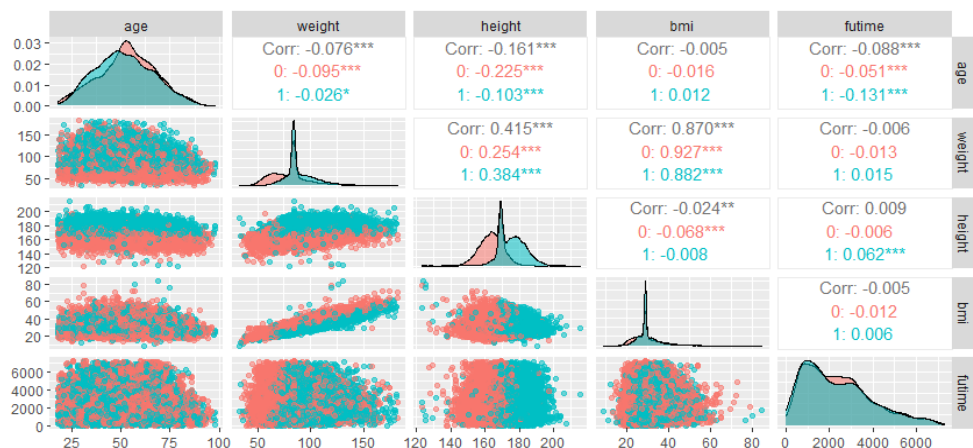 age weight height bmi futime
0.03 Corr: -0.076*** Corr: -0.161*** Corr: -0.005 Corr: -0.088***
0.02 0: -0.095*** 0: -0.225*** 0: -0.016 0: -0.051***
0.01 1: -0.026* 1: -0.103*** 1: 0.012 1: -0.131***
0.00
age
150 Corr: 0.415*** Corr: 0.870*** Corr: -0.006
100 0: 0.254*** 0: 0.927*** 0: -0.013
50 1: 0.384*** 1: 0.882*** 1: 0.015
weight
200 Corr: -0.024** Corr: 0.009
180 0: -0.068*** 0: -0.006
160 1: -0.008 1: 0.062***
140
120
height
80 Corr: -0.005
60 0: -0.012
40 1: 0.006
20
bmi
6000
4000
2000
0
futime
25 50 75 100 50 100 150 120 140 160 180 200 20 40 60 80 0 2000 4000 6000